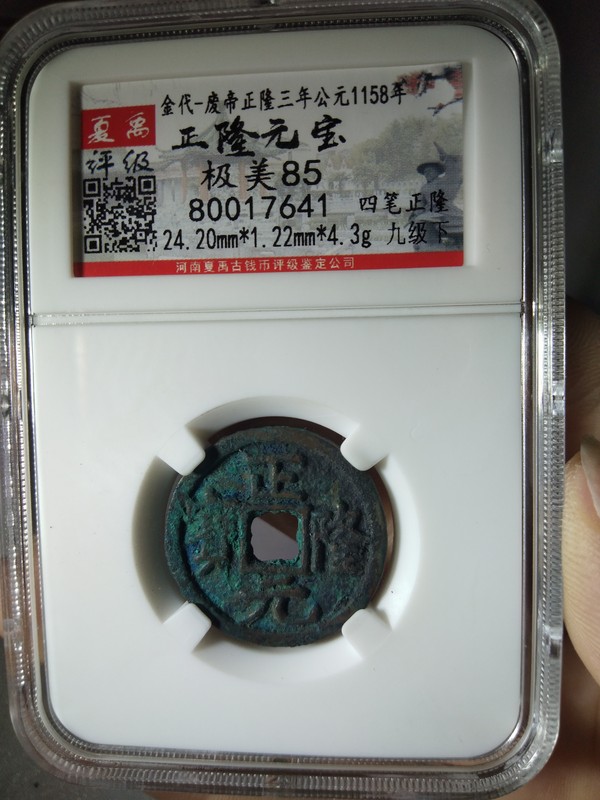 金代-废帝正隆三年公元1158年
夏禹
评级
正隆元宝
极美85
80017641 四笔正隆
24.20mm*1.22mm*4.3g 九级下
河南夏禹古钱币评级鉴定公司
正
隆
元
寳